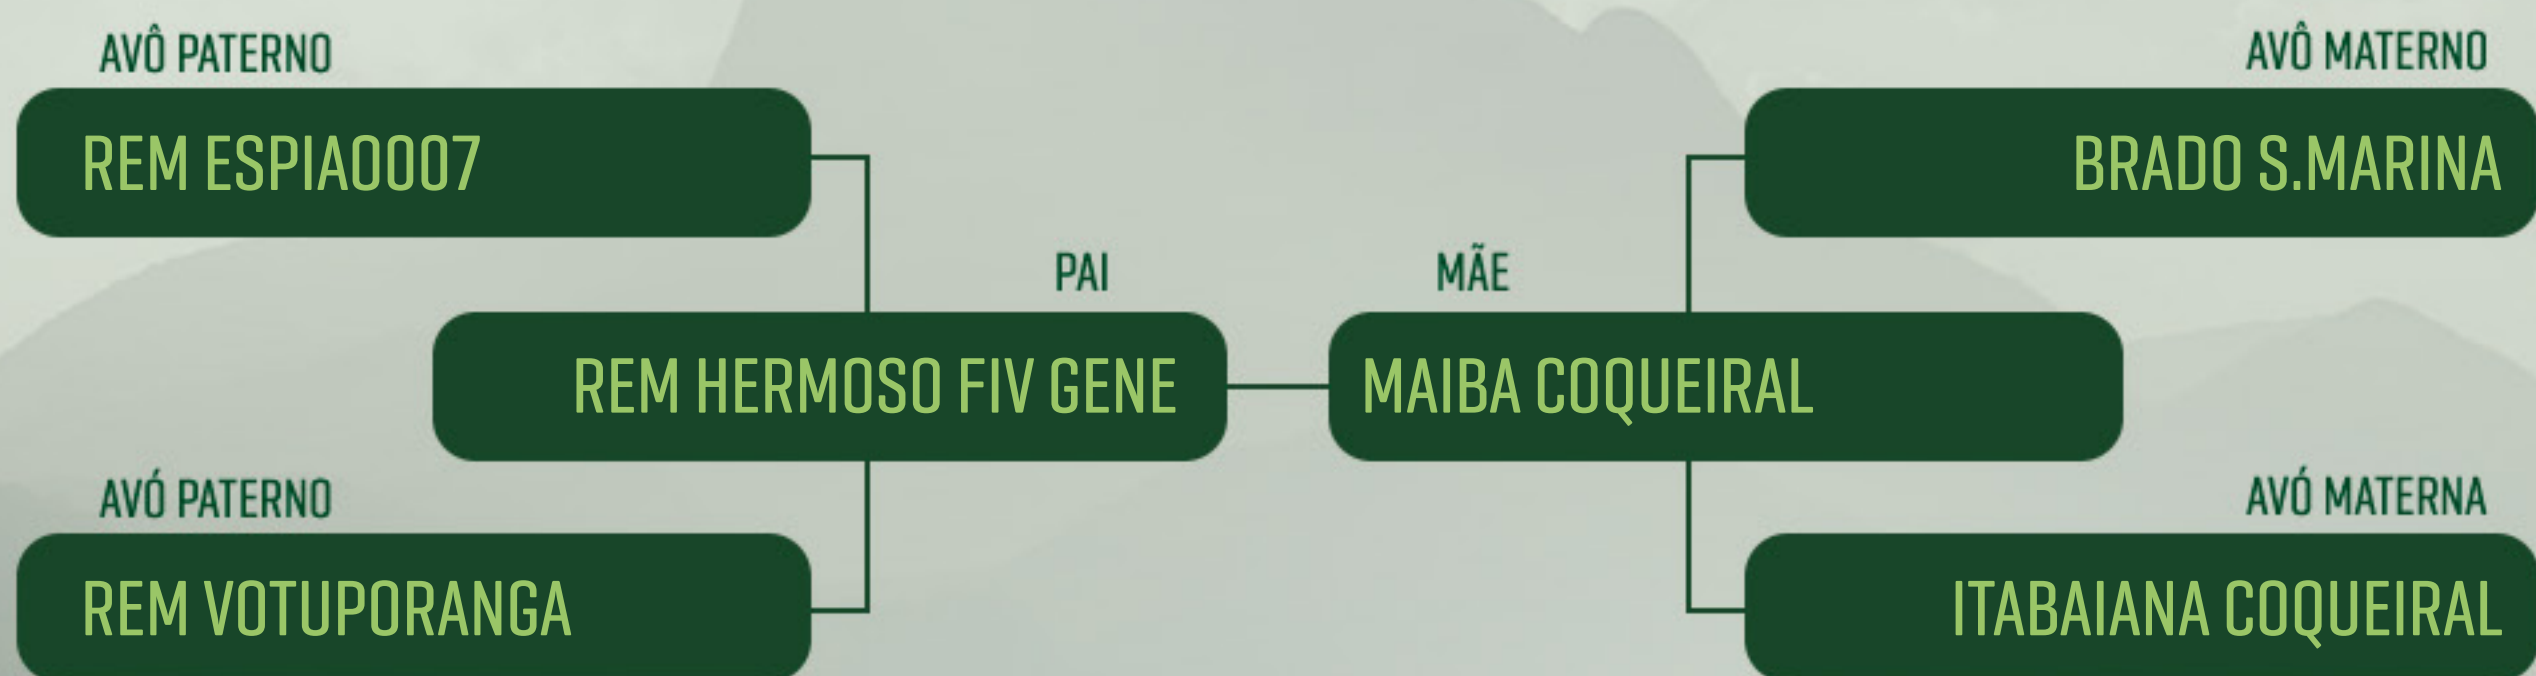 AVÔ PATERNO
REM ESPIA0007
AVÔ MATERNO
BRADO S.MARINA
PAI
REM HERMOSO FIV GENE
MÃE
MAIBA COQUEIRAL
AVÓ PATERNO
REM VOTUPORANGA
AVÓ MATERNA
ITABAIANA COQUEIRAL